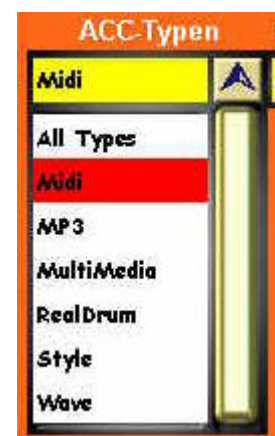 ACC-Typen
Midi
All Types
Midi
MP3
MultiMedia
RealDrum
Style
Wave